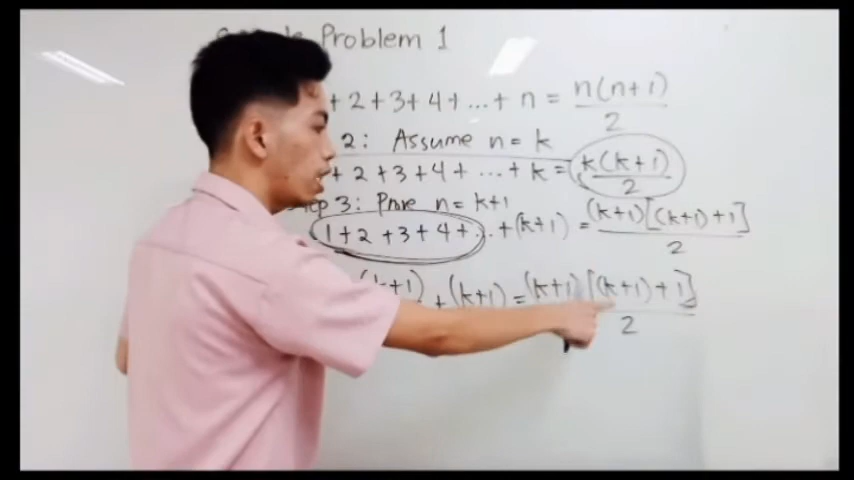 Problem 1
+ 2 + 3 + 4 + ... + n = n(n+1)/2
2: Assume n = k
+ 2 + 3 + 4 + ... + k = k(k+1)/2
3: Prove n = k+1
1 + 2 + 3 + 4 + ... + (k+1) = (k+1)[(k+1)+1]/2
(k+1) + (k+1) = (k+1)[(k+1)+1]/2